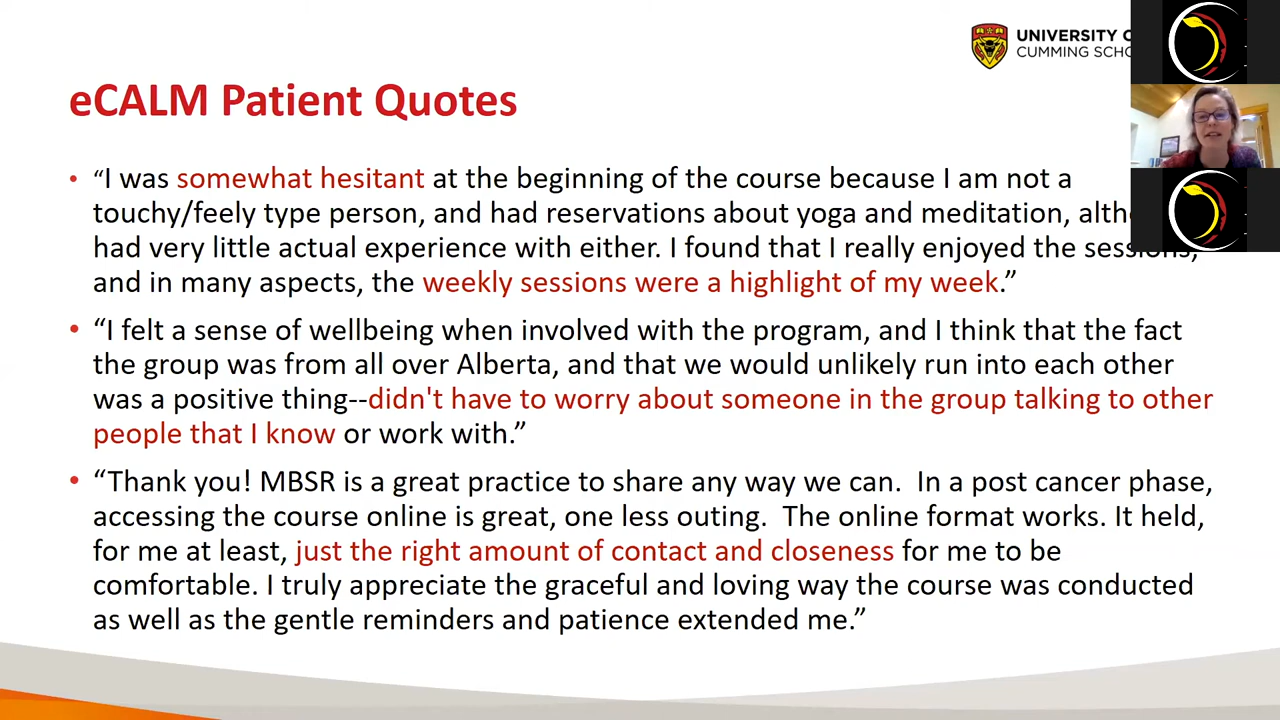 UNIVERSITY
CUMMING
eCALM Patient Quotes
• “I was somewhat hesitant at the beginning of the course because I am not a
touchy/feely type person, and had reservations about yoga and meditation,
had very little actual experience with either. I found that I really enjoyed the sessions,
and in many aspects, the weekly sessions were a highlight of my week.”
• “I felt a sense of wellbeing when involved with the program, and I think that the fact
the group was from all over Alberta, and that we would unlikely run into each other
was a positive thing--didn't have to worry about someone in the group talking to other
people that I know or work with.”
• “Thank you! MBSR is a great practice to share any way we can.  In a post cancer phase,
accessing the course online is great, one less outing.  The online format works. It held,
for me at least, just the right amount of contact and closeness for me to be
comfortable. I truly appreciate the graceful and loving way the course was conducted
as well as the gentle reminders and patience extended me.”